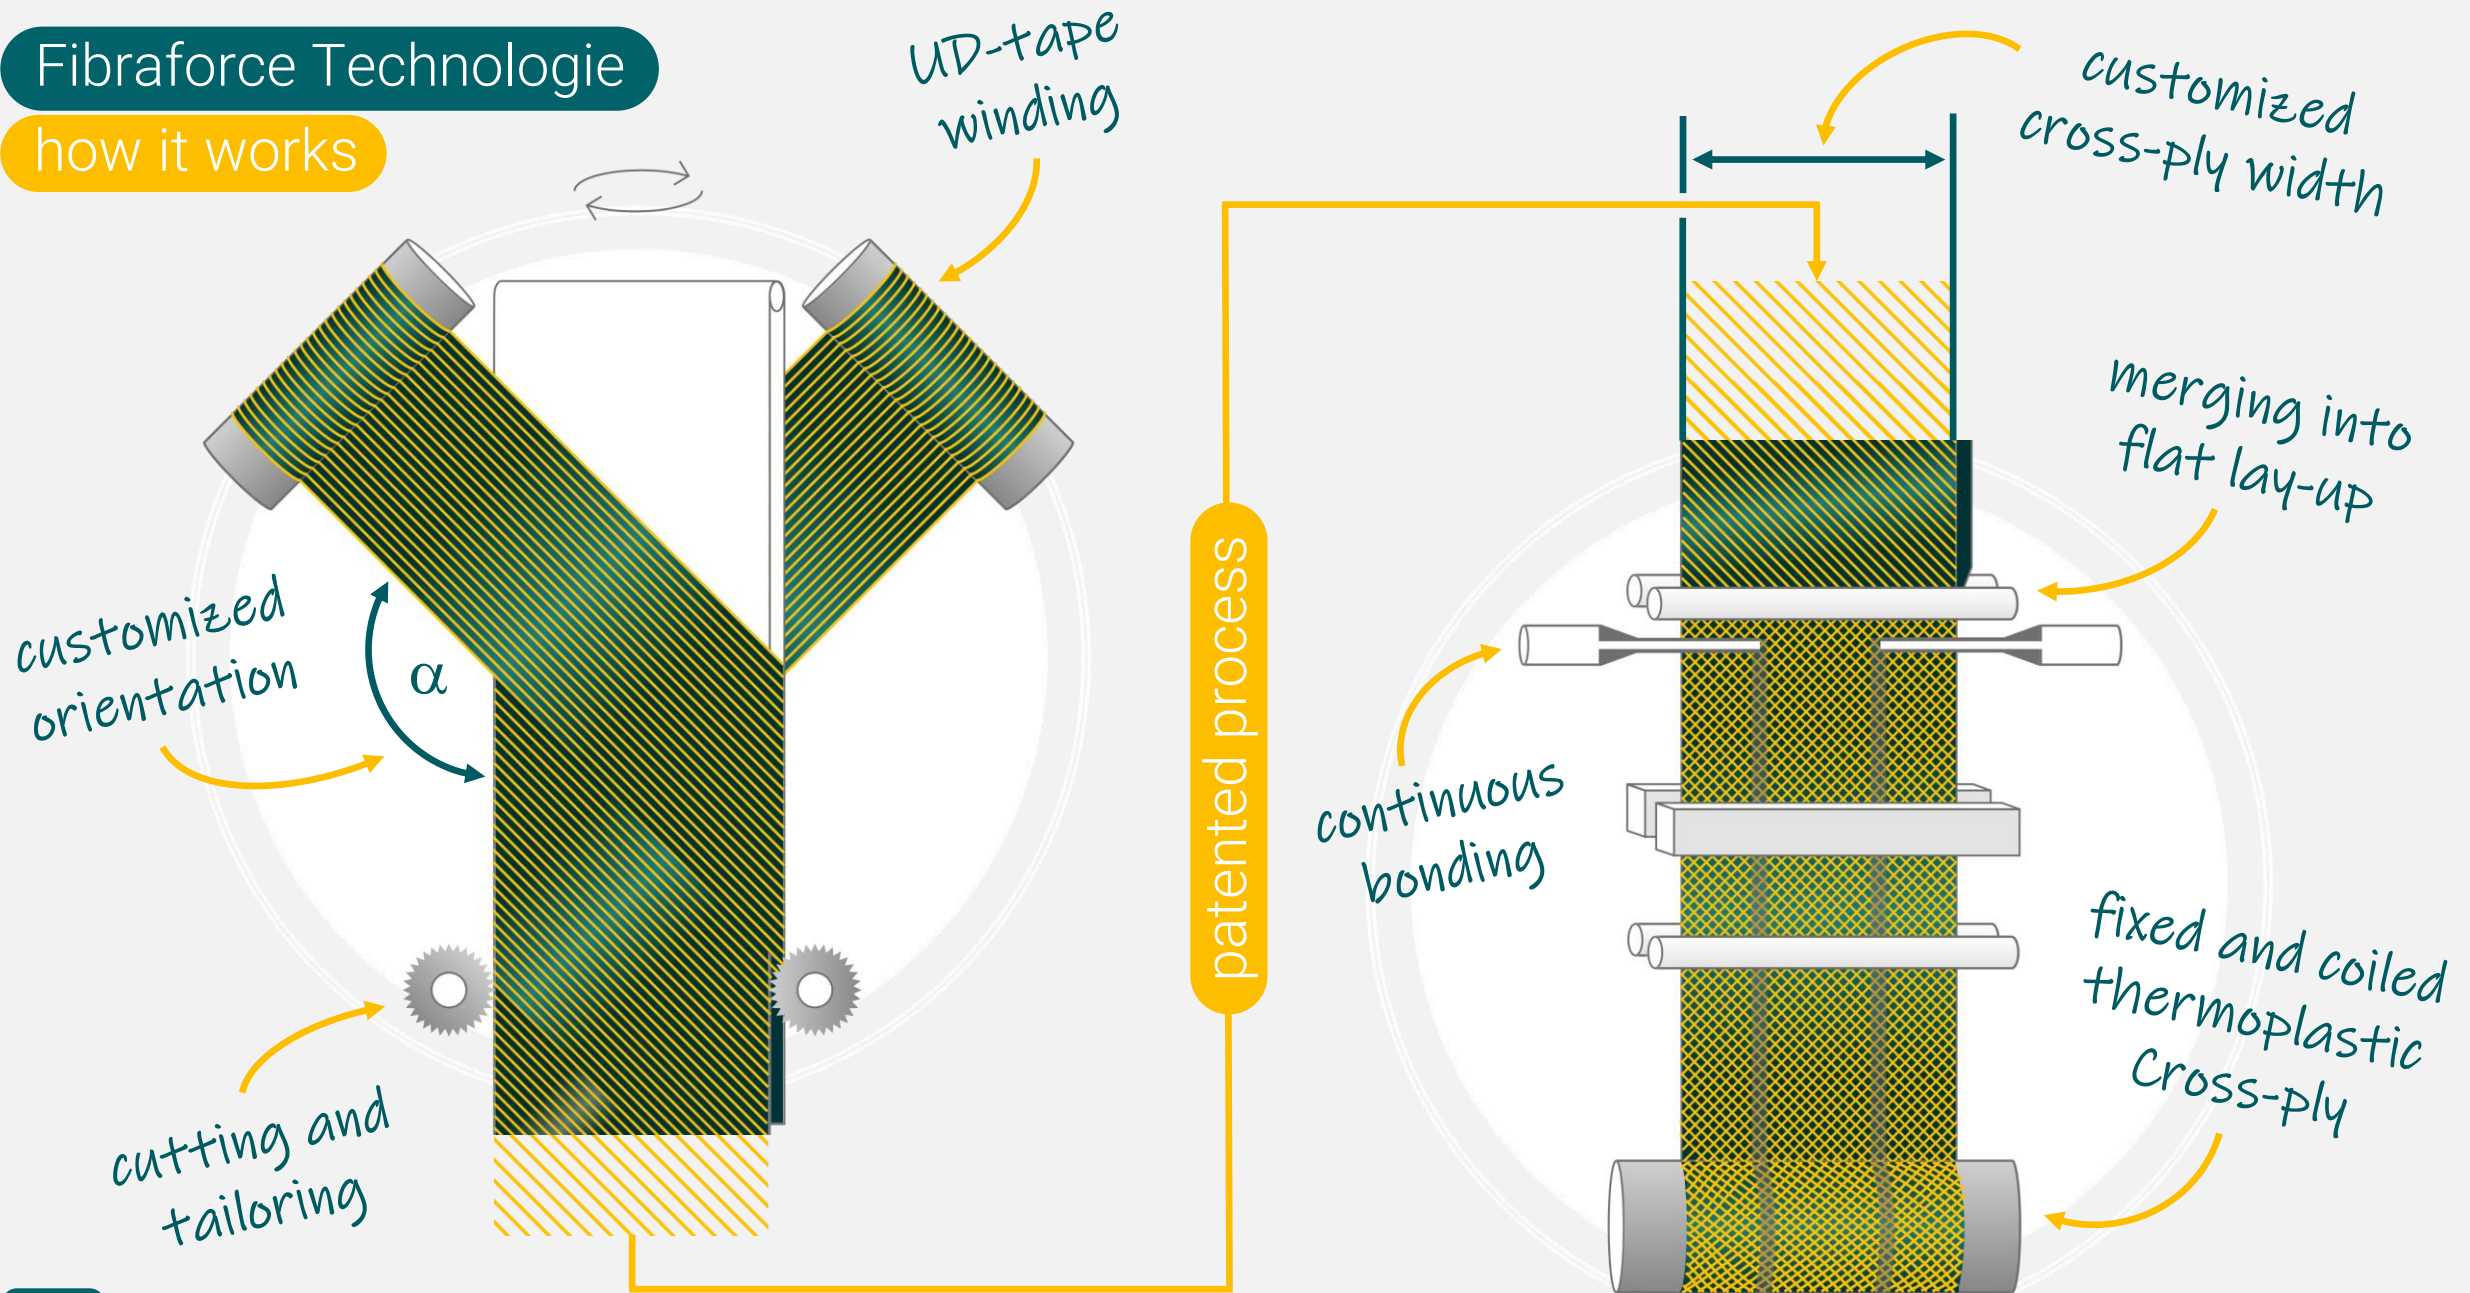 Fibraforce Technologie
how it works
UD-tape
winding
customized
orientation
α
cutting and
tailoring
patented process
customized
cross-ply width
merging into
flat lay-up
continuous
bonding
fixed and coiled
thermoplastic
Cross-ply